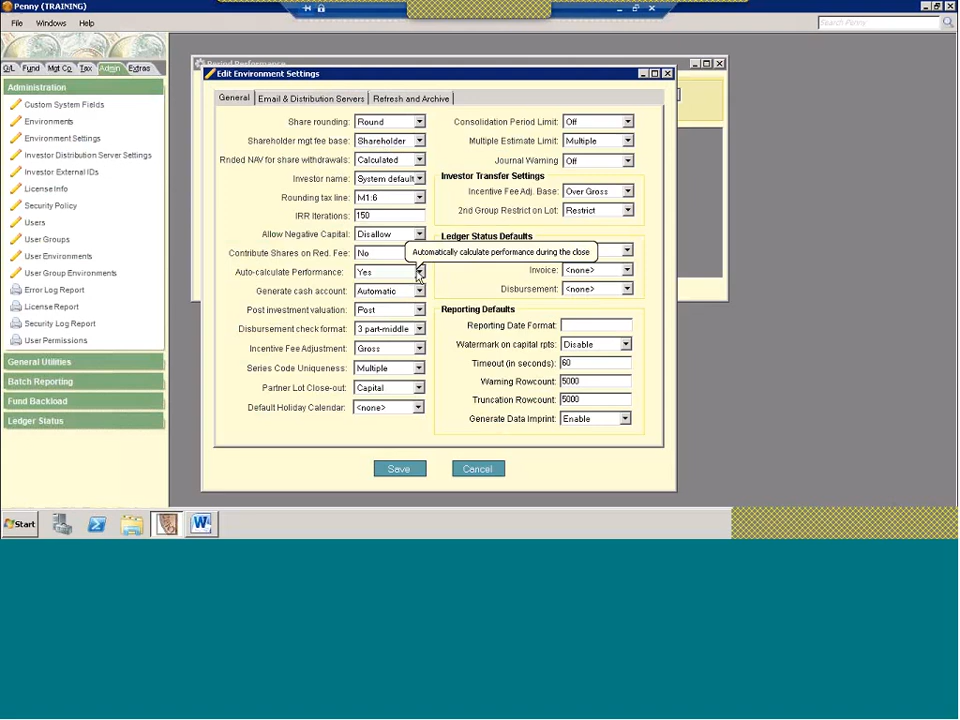 Penny (TRAINING)
File Windows Help
Search Penny
G/L Fund Mgt Co Tax Admin Extras
Administration
Custom System Fields
Environments
Environment Settings
Investor Distribution Server Settings
Investor External IDs
License Info
Security Policy
Users
User Groups
User Environments
User Group Environments
Error Log Report
License Report
Security Log Report
User Permissions
General Utilities
Batch Reporting
Fund Backload
Ledger Status
Period Performance
Edit Environment Settings
General Email & Distribution Servers Refresh and Archive
Share rounding: Round
Shareholder mgt fee base: Shareholder
Rnded NAV for share withdrawals: Calculated
Investor name: System default
Rounding tax line: M1:6
IRR Iterations: 150
Allow Negative Capital: Disallow
Contribute Shares on Red. Fee: No
Auto-calculate Performance: Yes
Automatically calculate performance during the close
Generate cash account: Automatic
Post investment valuation: Post
Disbursement check format: 3 part-middle
Incentive Fee Adjustment: Gross
Series Code Uniqueness: Multiple
Partner Lot Close-out: Capital
Default Holiday Calendar: <none>
Consolidation Period Limit: Off
Multiple Estimate Limit: Multiple
Journal Warning Off
Investor Transfer Settings
Incentive Fee Adj. Base: Over Gross
2nd Group Restrict on Lot: Restrict
Ledger Status Defaults
Invoice: <none>
Disbursement: <none>
Reporting Defaults
Reporting Date Format:
Watermark on capital rpts: Disable
Timeout (in seconds): 60
Warning Rowcount: 5000
Truncation Rowcount: 5000
Generate Data Imprint: Enable
Save Cancel
Start